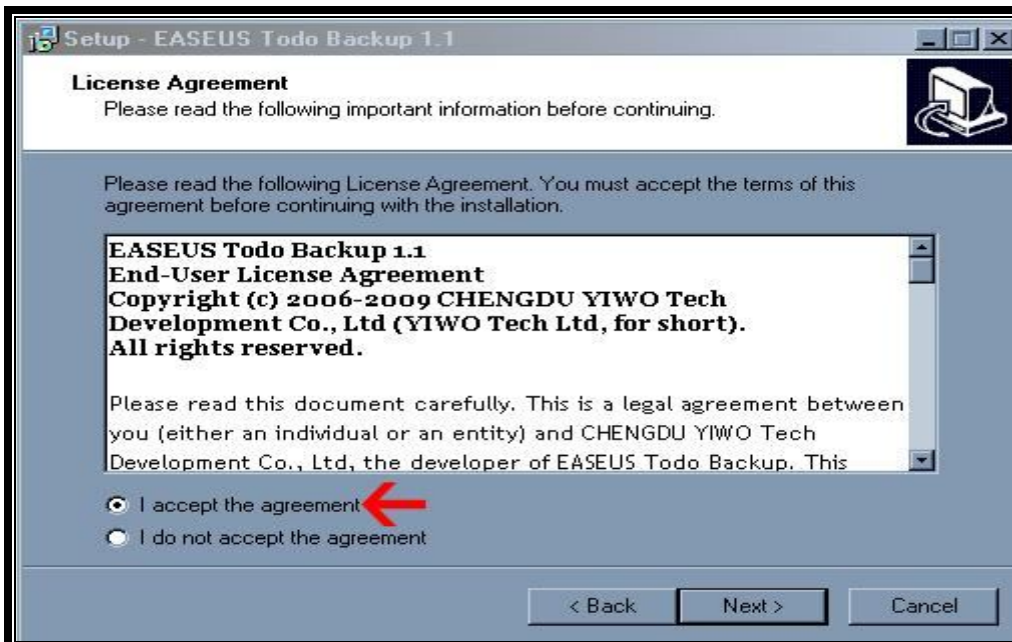 Setup - EASEUS Todo Backup 1.1
License Agreement
Please read the following important information before continuing.
Please read the following License Agreement. You must accept the terms of this
agreement before continuing with the installation.
EASEUS Todo Backup 1.1
End-User License Agreement
Copyright (c) 2006-2009 CHENGDU YIWO Tech
Development Co., Ltd (YIWO Tech Ltd, for short).
All rights reserved.
Please read this document carefully. This is a legal agreement between
you (either an individual or an entity) and CHENGDU YIWO Tech
Development Co., Ltd, the developer of EASEUS Todo Backup. This
I accept the agreement
I do not accept the agreement
< Back Next > Cancel